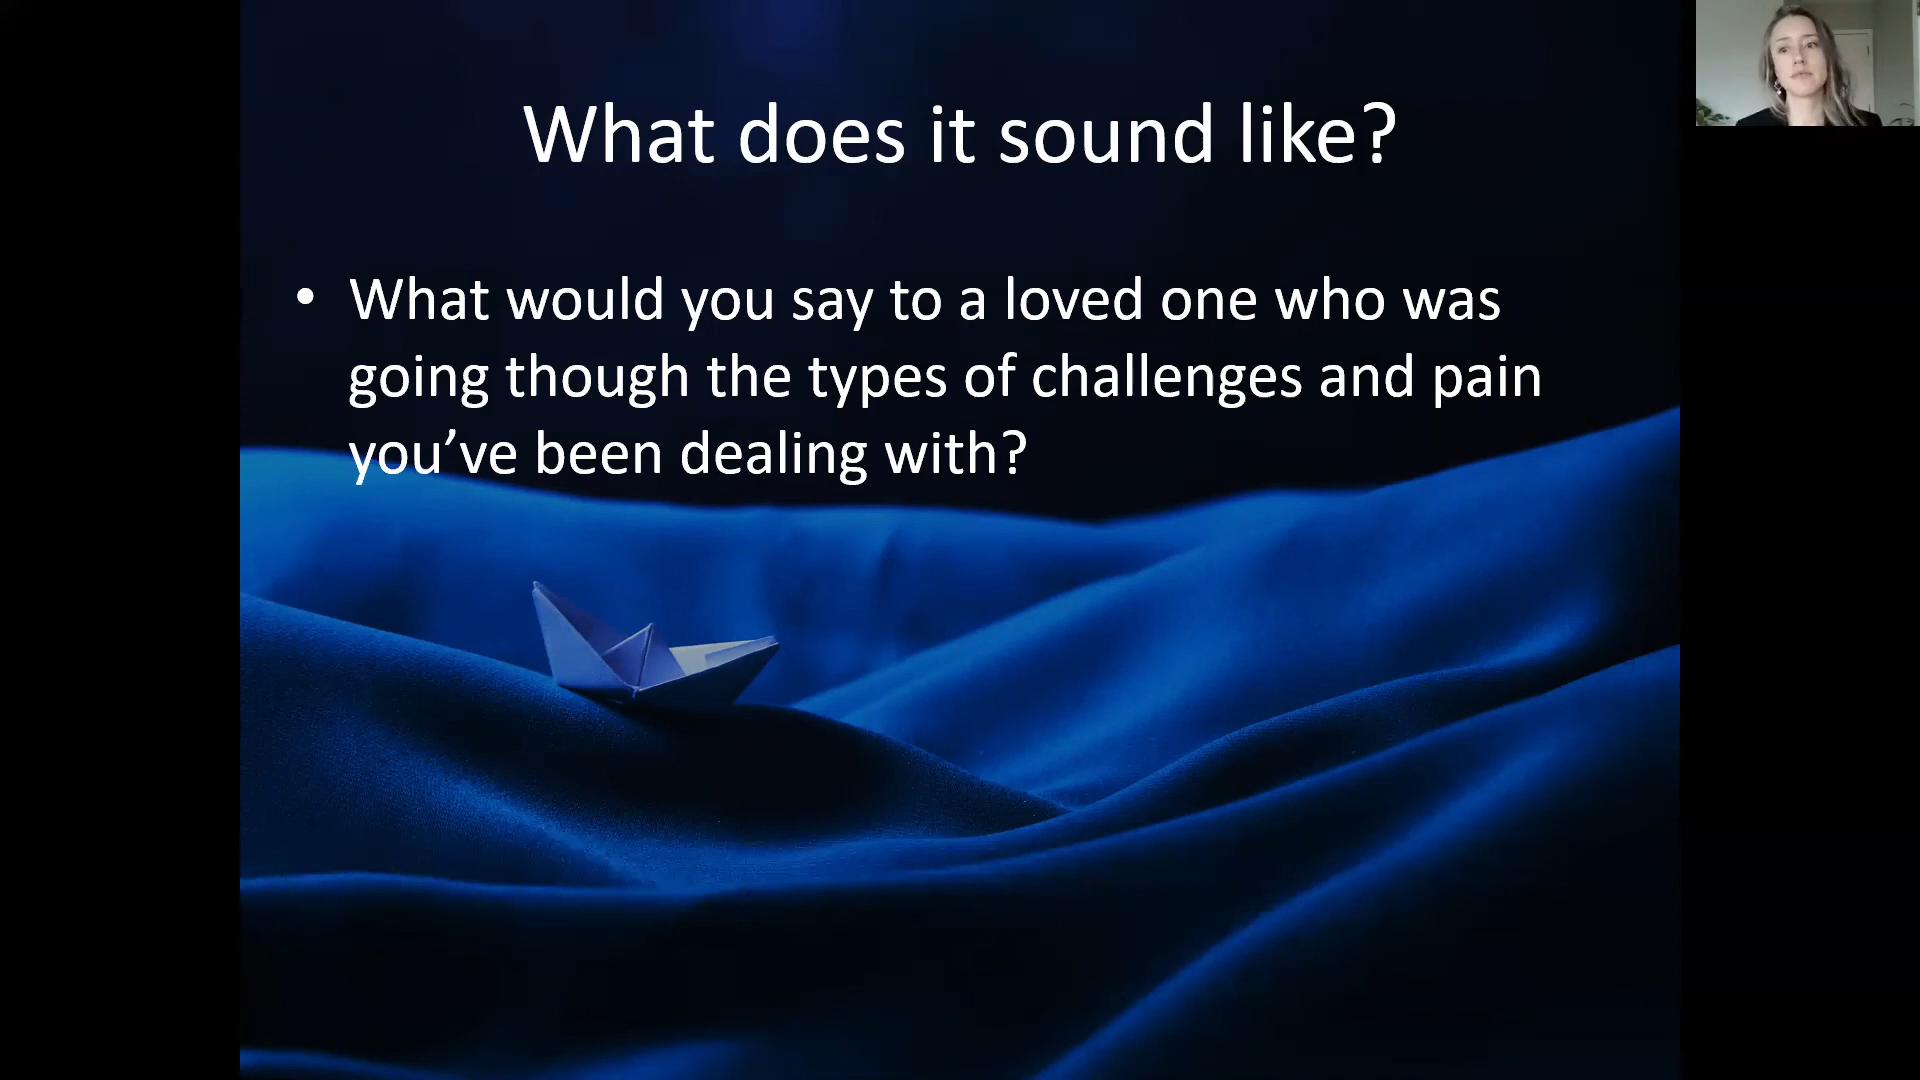 What does it sound like?
• What would you say to a loved one who was
going though the types of challenges and pain
you’ve been dealing with?